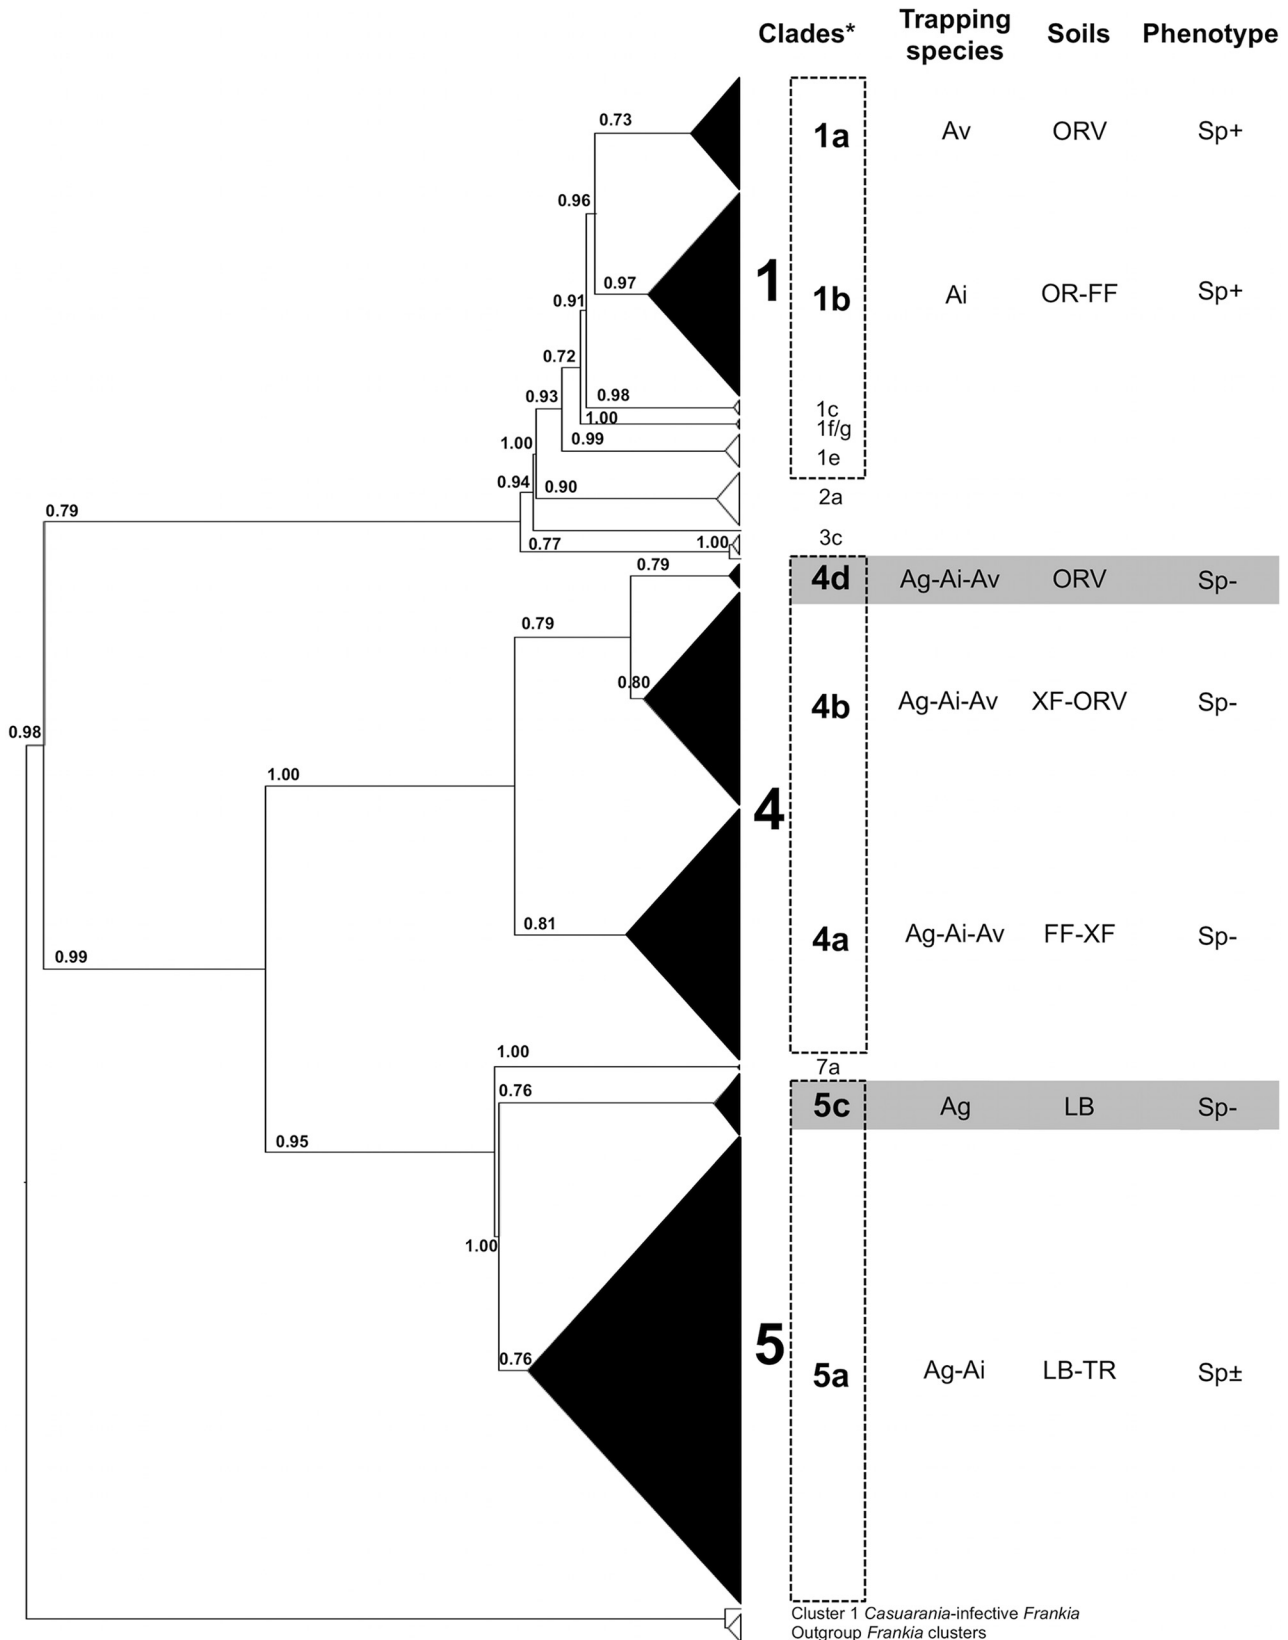 Clades* Trapping species Soils Phenotype
0.73
1a Av ORV Sp+
0.96
0.97
1
1b Ai OR-FF Sp+
0.91
0.72
0.93
0.98
1c
1.00
1f/g
0.99
1e
1.00
0.94
0.90
2a
0.79
3c
0.77
1.00
0.79
4d Ag-Ai-Av ORV Sp-
0.79
0.80
4b Ag-Ai-Av XF-ORV Sp-
0.98
1.00
4
0.81
4a Ag-Ai-Av FF-XF Sp-
0.99
1.00
7a
0.76
5c Ag LB Sp-
0.95
1.00
5
0.76
5a Ag-Ai LB-TR Sp±
Cluster 1 Casuarania-infective Frankia
Outgroup Frankia clusters